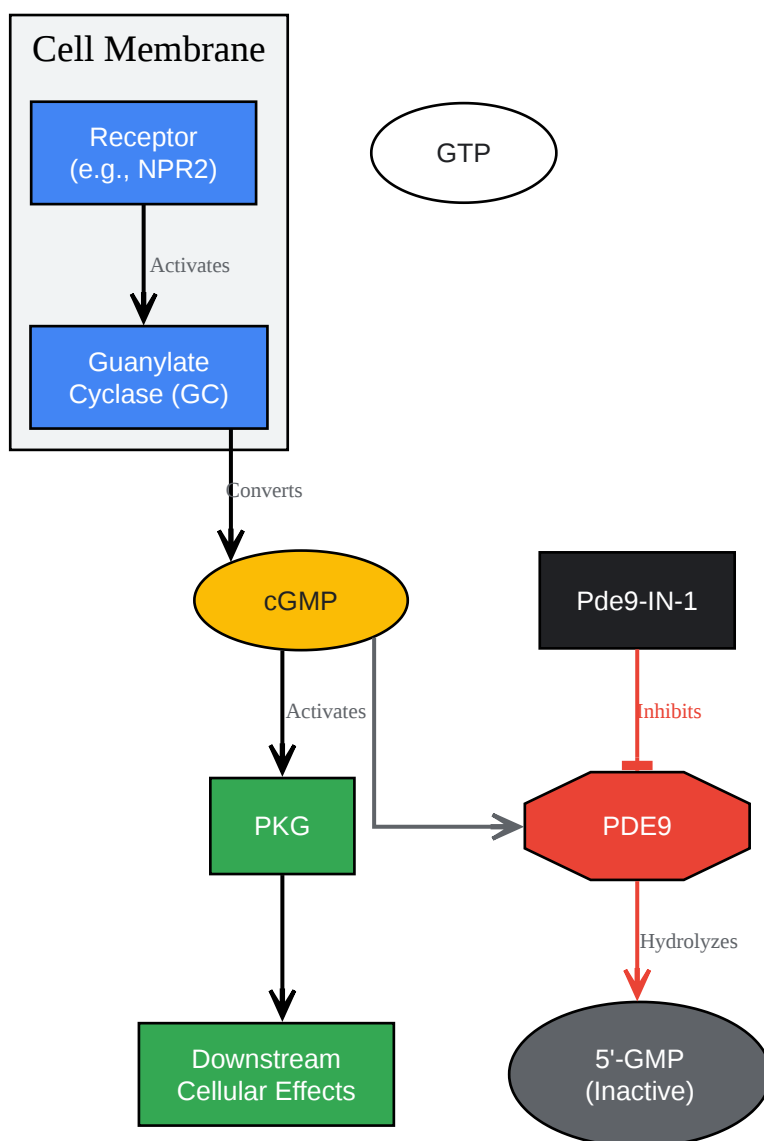 Cell Membrane
Receptor
(e.g., NPR2)
GTP
Activates
Guanylate
Cyclase (GC)
Converts
cGMP
Pde9-IN-1
Activates
Inhibits
PKG
PDE9
Hydrolyzes
Downstream
Cellular Effects
5'-GMP
(Inactive)